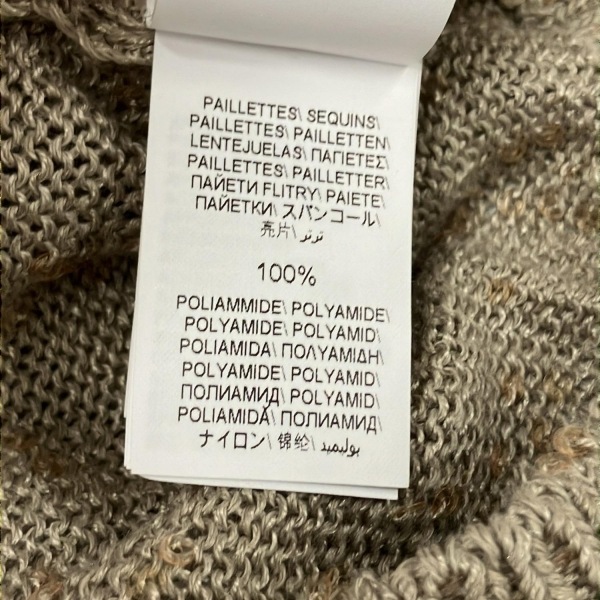 PAILLETTES\ SEQUINS\
PAILLETTES\ PAILLETTEN\
LENTEJUELAS\ ΠΑΓΙΕΤΕΣ\
PAILLETTES\ PAILLETTER\
ПАЙЕТИ FLITRY\ PAIETE\
ПАЙЕТКИ\ スパンコール\
亮片\ ترتر\
100%
POLIAMMIDE\ POLYAMIDE\
POLYAMIDE\ POLYAMID\
POLIAMIDA\ ΠΟΛΥΑΜΙΔΗ\
POLYAMIDE\ POLYAMID\
ПОЛИАМИД\ POLYAMID\
POLIAMIDĂ\ ПОЛИАМИД\
ナイロン\ 锦纶\ بوليميد\